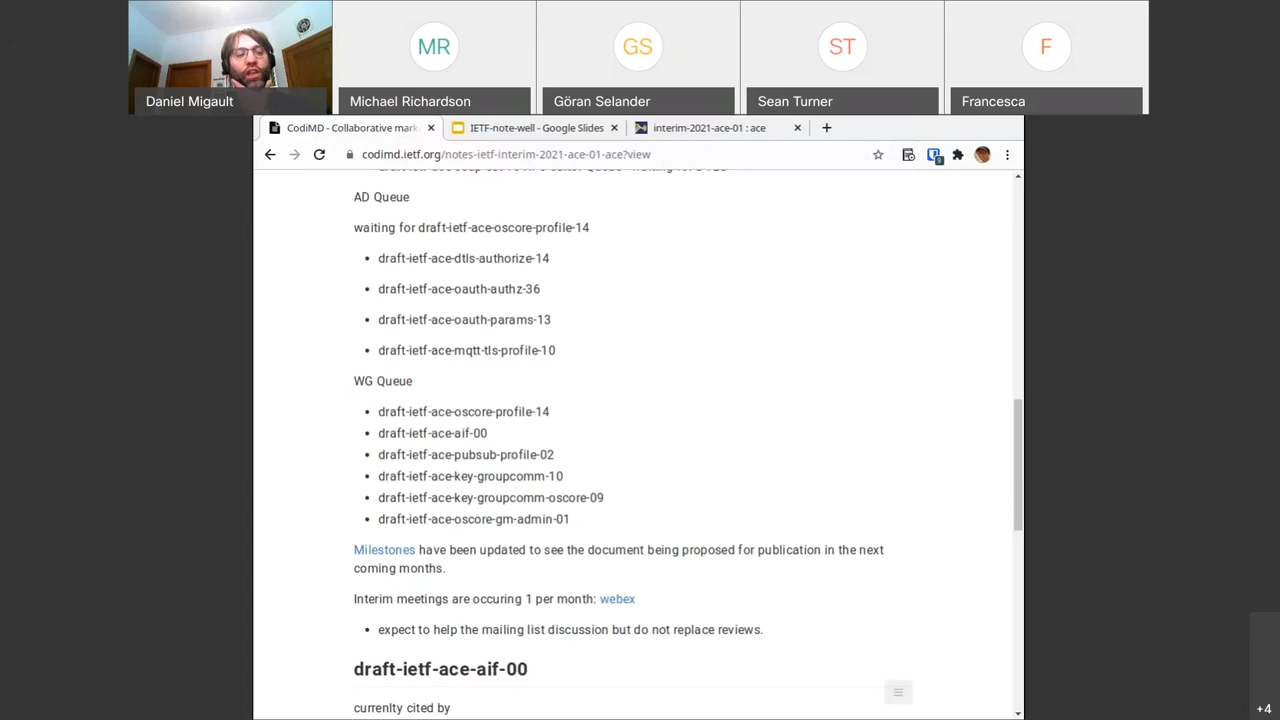 MR
GS
ST
F
Daniel Migault
Michael Richardson
Göran Selander
Sean Turner
Francesca
CodiMD - Collaborative mark
IETF-note-well - Google Slides
interim-2021-ace-01 : ace
codimd.ietf.org/notes-ietf-interim-2021-ace-01-ace?view
AD Queue
waiting for draft-ietf-ace-oscore-profile-14
draft-ietf-ace-dtls-authorize-14
draft-ietf-ace-oauth-authz-36
draft-ietf-ace-oauth-params-13
draft-ietf-ace-mqtt-tls-profile-10
WG Queue
draft-ietf-ace-oscore-profile-14
draft-ietf-ace-aif-00
draft-ietf-ace-pubsub-profile-02
draft-ietf-ace-key-groupcomm-10
draft-ietf-ace-key-groupcomm-oscore-09
draft-ietf-ace-oscore-gm-admin-01
Milestones have been updated to see the document being proposed for publication in the next
coming months.
Interim meetings are occuring 1 per month: webex
expect to help the mailing list discussion but do not replace reviews.
draft-ietf-ace-aif-00
currenlty cited by
+4